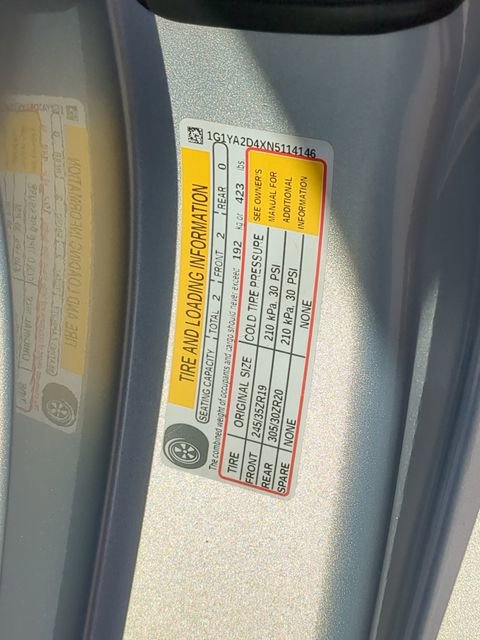 1G1YA2D4XN5114146
TIRE AND LOADING INFORMATION
SEATING CAPACITY TOTAL 2 FRONT 2 REAR 0
The combined weight of occupants and cargo should never exceed 192 kg or 423 lbs
TIRE ORIGINAL SIZE COLD TIRE PRESSURE
FRONT 245/35ZR19 210 kPa, 30 PSI
REAR 305/30ZR20 210 kPa, 30 PSI
SPARE NONE NONE
SEE OWNER'S
MANUAL FOR
ADDITIONAL
INFORMATION